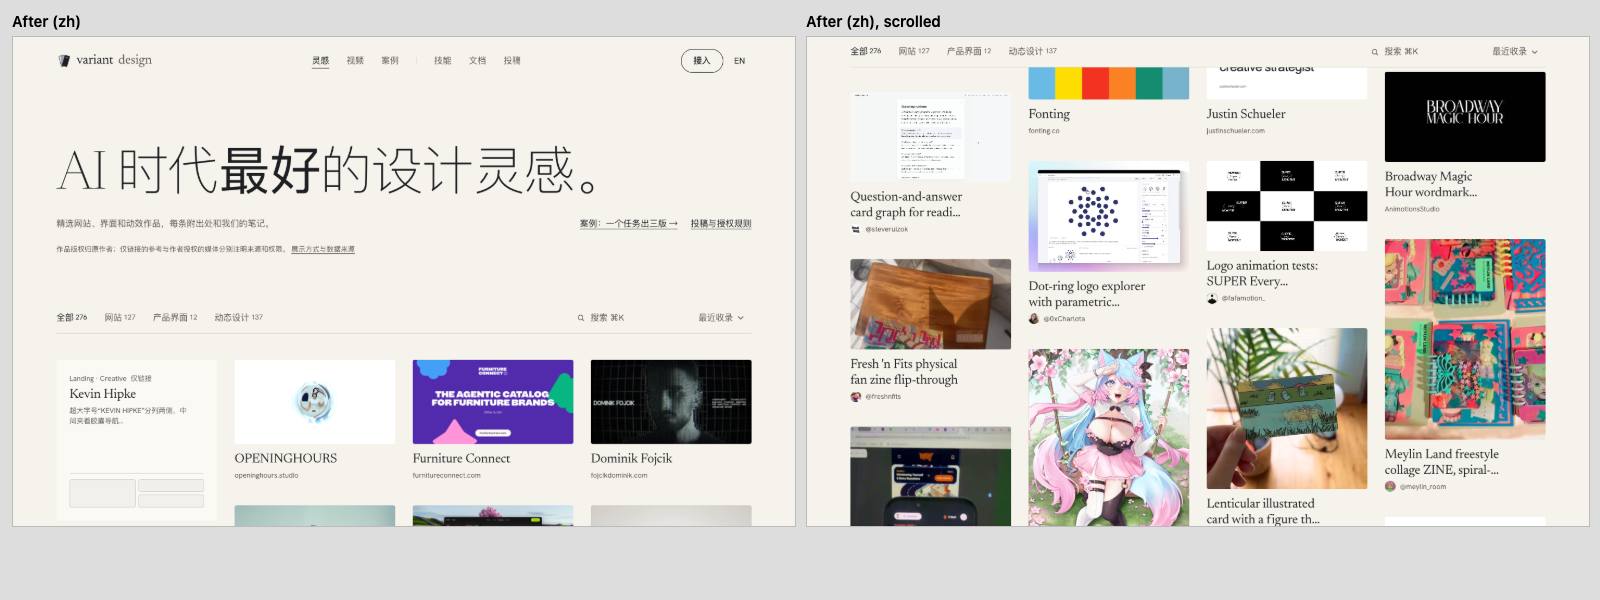 After (zh)
variant design
灵感 视频 案例 技能 文档 投稿
接入 EN
AI 时代最好的设计灵感。
精选网站、界面和动效作品，每条附出处和我们的笔记。
案例：一个任务出三版 → 投稿与授权规则
作品版权归原作者；仅链接的参考与作者授权的媒体分别注明来源和权限。 展示方式与数据来源
全部 276 网站 127 产品界面 12 动态设计 137
搜索 ⌘K 最近收录
Landing · Creative 仅链接
Kevin Hipke
超大字号“KEVIN HIPKE”分列两侧，中
间夹着胶囊导航…
OPENINGHOURS
openinghours.studio
FURNITURE
CONNECT
THE AGENTIC CATALOG
FOR FURNITURE BRANDS
Furniture Connect
furnitureconnect.com
DOMINIK FOJCIK
Dominik Fojcik
fojcikdominik.com
After (zh), scrolled
全部 276 网站 127 产品界面 12 动态设计 137
搜索 ⌘K 最近收录
Question-and-answer
card graph for readi...
@steveruizok
Fresh 'n Fits physical
fan zine flip-through
@freshnfits
Fonting
fonting.co
Dot-ring logo explorer
with parametric...
@0xCharlota
creative strategist
Justin Schueler
justinschueler.com
Logo animation tests:
SUPER Every...
@fafamotion_
Lenticular illustrated
card with a figure th...
BROADWAY
MAGIC HOUR
Broadway Magic
Hour wordmark...
AnimotionsStudio
Meylin Land freestyle
collage ZINE, spiral-...
@meylin_room